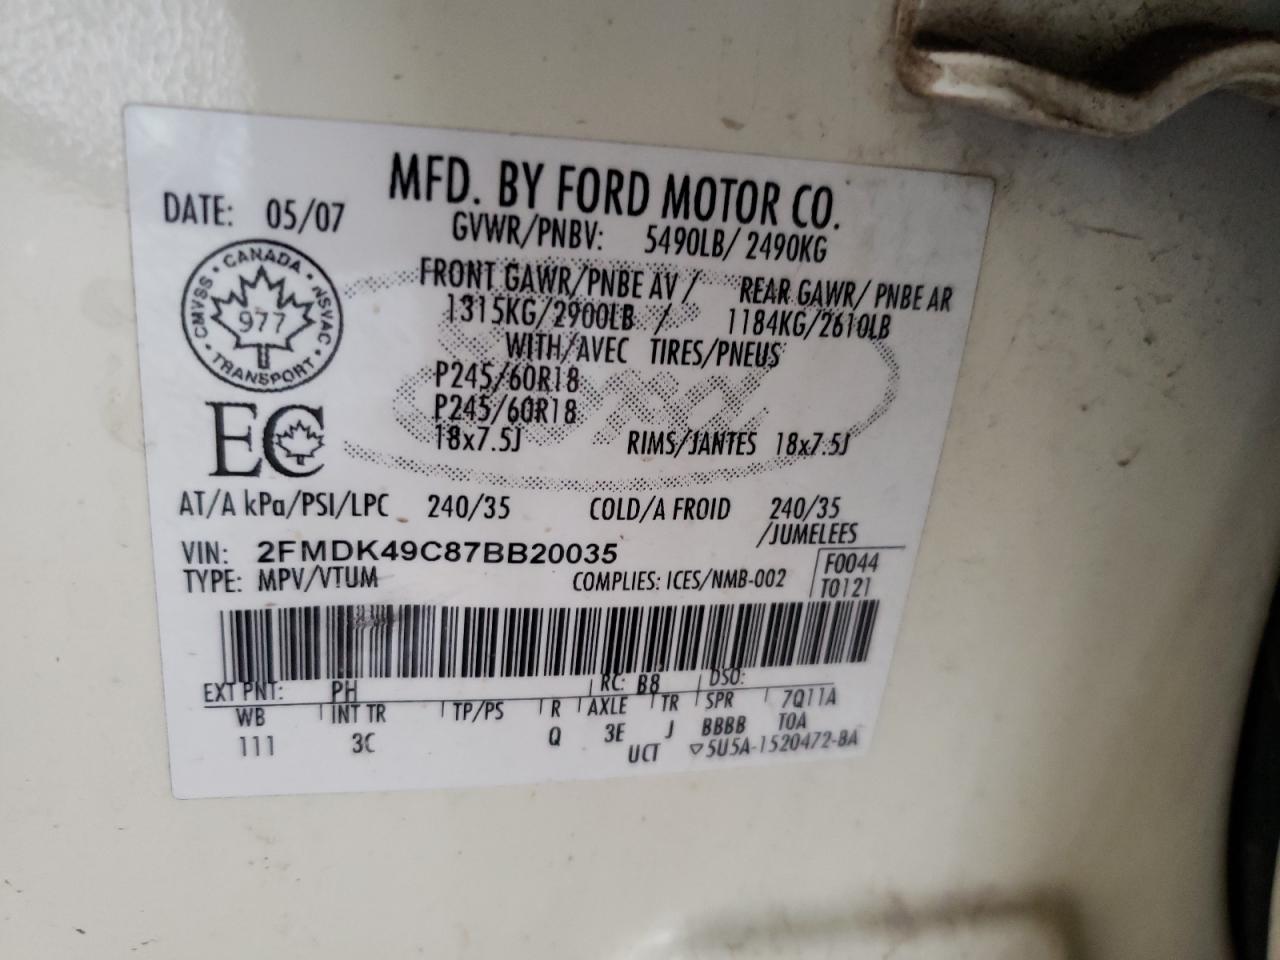 MFD. BY FORD MOTOR CO.
DATE: 05/07
GVWR/PNBV: 5490LB/ 2490KG
CANADA
CMVSS NSVAC
977
TRANSPORT
FRONT GAWR/PNBE AV / REAR GAWR/ PNBE AR
1315KG/2900LB / 1184KG/2610LB
WITH/AVEC TIRES/PNEUS
P245/60R18
P245/60R18
18x7.5J RIMS/JANTES 18x7.5J
EC
AT/A kPa/PSI/LPC 240/35 COLD/A FROID 240/35
/JUMELEES
VIN: 2FMDK49C87BB20035
F0044
TYPE: MPV/VTUM COMPLIES: ICES/NMB-002 T0121
EXT PNT: PH RC: B8 DSO:
WB INT TR TP/PS R AXLE TR SPR 7Q11A
111 3C Q 3E J BBBB TOA
UCT ▽5U5A-1520472-BA